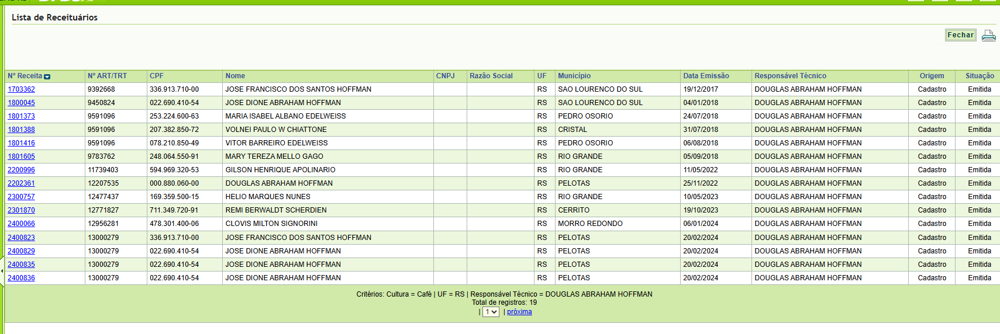 Lista de Receituários
Fechar
Nº Receita Nº ART/TRT CPF Nome CNPJ Razão Social UF Município Data Emissão Responsável Técnico Origem Situação
1703362 9392668 336.913.710-00 JOSE FRANCISCO DOS SANTOS HOFFMAN RS SAO LOURENCO DO SUL 19/12/2017 DOUGLAS ABRAHAM HOFFMAN Cadastro Emitida
1800045 9450824 022.690.410-54 JOSE DIONE ABRAHAM HOFFMAN RS SAO LOURENCO DO SUL 04/01/2018 DOUGLAS ABRAHAM HOFFMAN Cadastro Emitida
1801373 9591096 253.224.600-63 MARIA ISABEL ALBANO EDELWEISS RS PEDRO OSORIO 24/07/2018 DOUGLAS ABRAHAM HOFFMAN Cadastro Emitida
1801388 9591096 207.382.850-72 VOLNEI PAULO W CHIATTONE RS CRISTAL 31/07/2018 DOUGLAS ABRAHAM HOFFMAN Cadastro Emitida
1801416 9591096 078.210.850-49 VITOR BARREIRO EDELWEISS RS PEDRO OSORIO 06/08/2018 DOUGLAS ABRAHAM HOFFMAN Cadastro Emitida
1801605 9783762 248.064.550-91 MARY TEREZA MELLO GAGO RS RIO GRANDE 05/09/2018 DOUGLAS ABRAHAM HOFFMAN Cadastro Emitida
2200996 11739403 594.969.320-53 GILSON HENRIQUE APOLINARIO RS RIO GRANDE 11/05/2022 DOUGLAS ABRAHAM HOFFMAN Cadastro Emitida
2202361 12207535 000.880.060-00 DOUGLAS ABRAHAM HOFFMAN RS PELOTAS 25/11/2022 DOUGLAS ABRAHAM HOFFMAN Cadastro Emitida
2300757 12477437 169.359.500-15 HELIO MARQUES NUNES RS RIO GRANDE 10/05/2023 DOUGLAS ABRAHAM HOFFMAN Cadastro Emitida
2301870 12771827 711.349.720-91 REMI BERWALDT SCHERDIEN RS CERRITO 19/10/2023 DOUGLAS ABRAHAM HOFFMAN Cadastro Emitida
2400066 12956281 478.301.400-06 CLOVIS MILTON SIGNORINI RS MORRO REDONDO 06/01/2024 DOUGLAS ABRAHAM HOFFMAN Cadastro Emitida
2400823 13000279 336.913.710-00 JOSE FRANCISCO DOS SANTOS HOFFMAN RS PELOTAS 20/02/2024 DOUGLAS ABRAHAM HOFFMAN Cadastro Emitida
2400829 13000279 022.690.410-54 JOSE DIONE ABRAHAM HOFFMAN RS PELOTAS 20/02/2024 DOUGLAS ABRAHAM HOFFMAN Cadastro Emitida
2400835 13000279 022.690.410-54 JOSE DIONE ABRAHAM HOFFMAN RS PELOTAS 20/02/2024 DOUGLAS ABRAHAM HOFFMAN Cadastro Emitida
2400836 13000279 022.690.410-54 JOSE DIONE ABRAHAM HOFFMAN RS PELOTAS 20/02/2024 DOUGLAS ABRAHAM HOFFMAN Cadastro Emitida
Critérios: Cultura = Café | UF = RS | Responsável Técnico = DOUGLAS ABRAHAM HOFFMAN
Total de registros: 19
| 1 | próxima